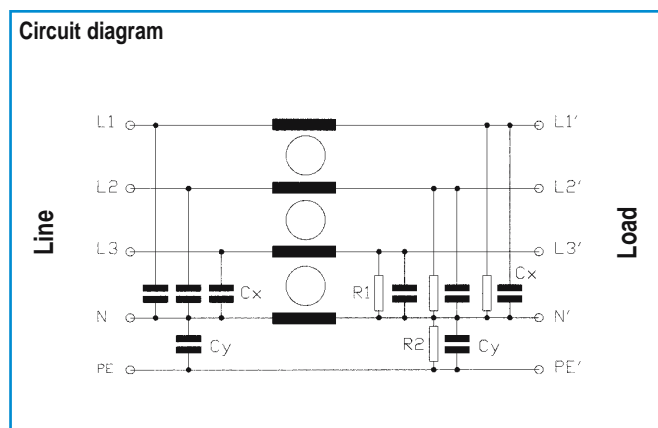 Circuit diagram
L1 L1'
L2 L2'
Line Load
L3 L3'
Cx R1 Cx
N N'
Cy R2 Cy
PE PE'